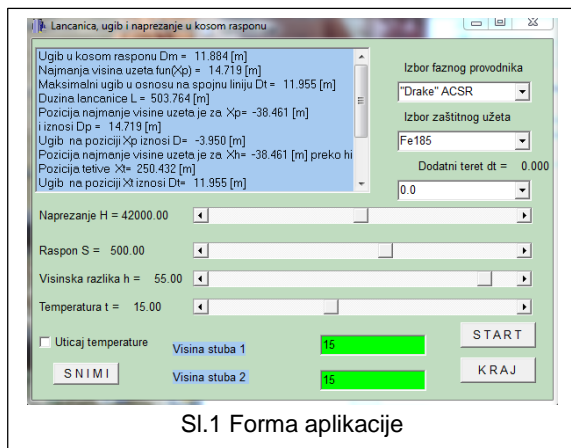 Lancanica, ugib i naprezanje u kosom rasponu
Ugib u kosom rasponu Dm = 11.884 [m]
Najmanja visina uzeta fun(Xp) = 14.719 [m]
Maksimalni ugib u osnosu na spojnu liniju Dt = 11.955 [m]
Duzina lancanice L = 503.764 [m]
Pozicija najmanje visine uzeta je za Xp= -38.461 [m]
i iznosi Dp = 14.719 [m]
Ugib na poziciji Xp iznosi D= -3.950 [m]
Pozicija najmanje visine uzeta je za Xh= -38.461 [m] preko hi
Pozicija tetive Xt= 250.432 [m]
Ugib na poziciji Xt iznosi Dt= 11.955 [m]
Izbor faznog provodnika
"Drake" ACSR
Izbor zaštitnog užeta
Fe185
Dodatni teret dt = 0.000
0.0
Naprezanje H = 42000.00
Raspon S = 500.00
Visinska razlika h = 55.00
Temperatura t = 15.00
Uticaj temperature
Visina stuba 1
15
START
SNIMI
Visina stuba 2
15
KRAJ
Sl.1 Forma aplikacije